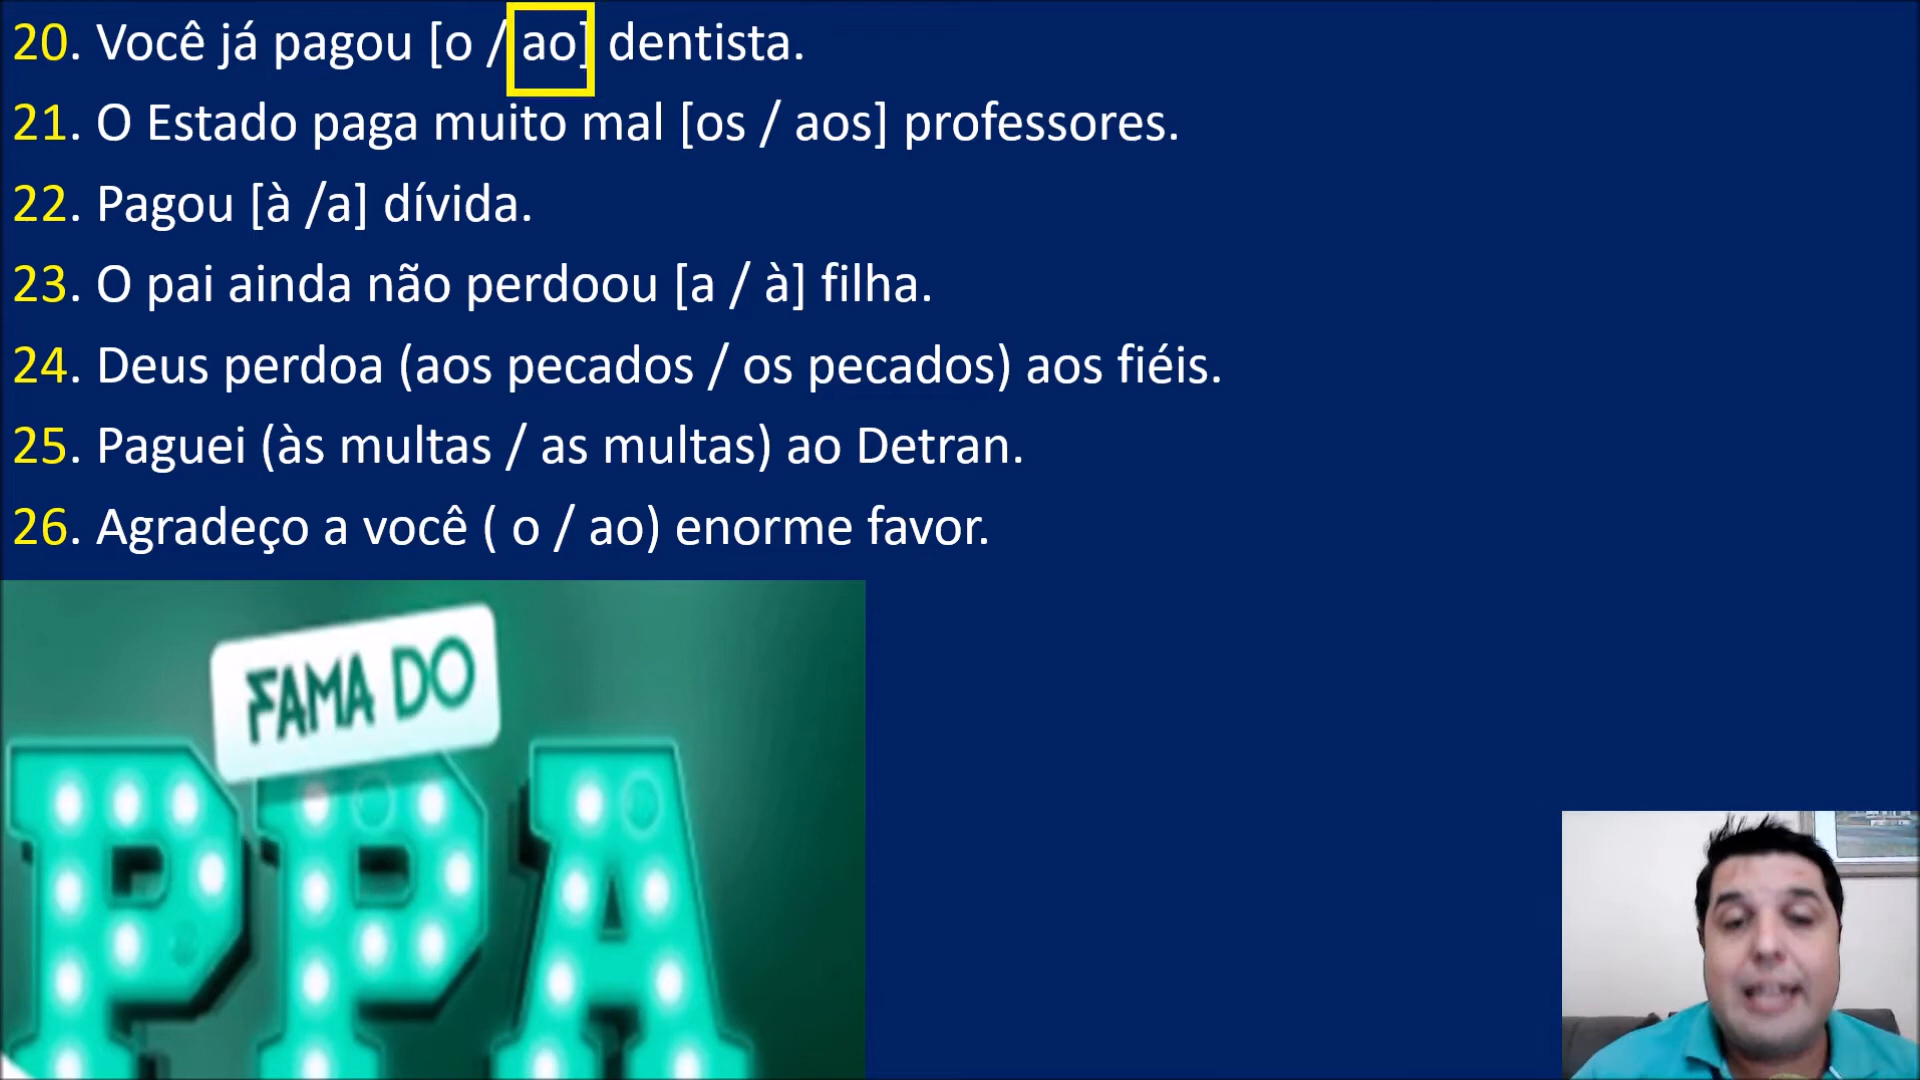 20. Você já pagou [o / ao] dentista.
21. O Estado paga muito mal [os / aos] professores.
22. Pagou [à /a] dívida.
23. O pai ainda não perdoou [a / à] filha.
24. Deus perdoa (aos pecados / os pecados) aos fiéis.
25. Paguei (às multas / as multas) ao Detran.
26. Agradeço a você ( o / ao) enorme favor.
FAMA DO
PPA